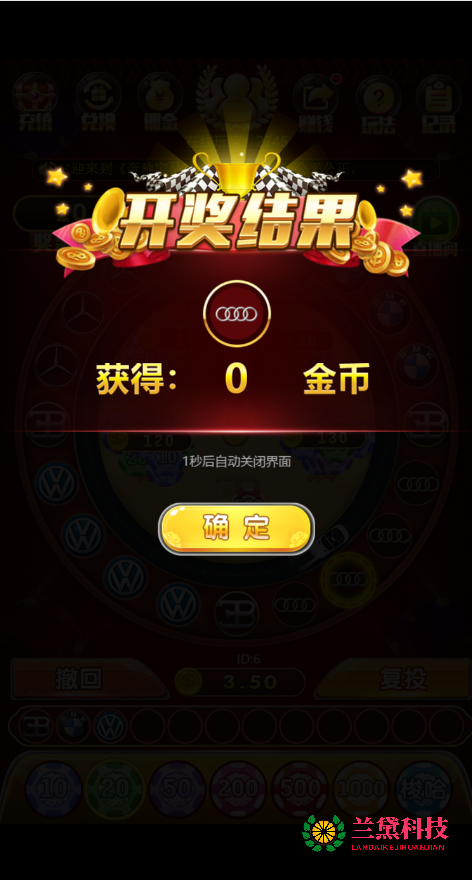 充值 兑换 佣金 赚钱 玩法 记录
开奖结果
获得： 0 金币
120 130
1秒后自动关闭界面
确 定
ID:6
撤回 3.50 复投
10 20 50 200 500 1000 梭哈
兰黛科技
LANDAIKEJIRUANJIAN